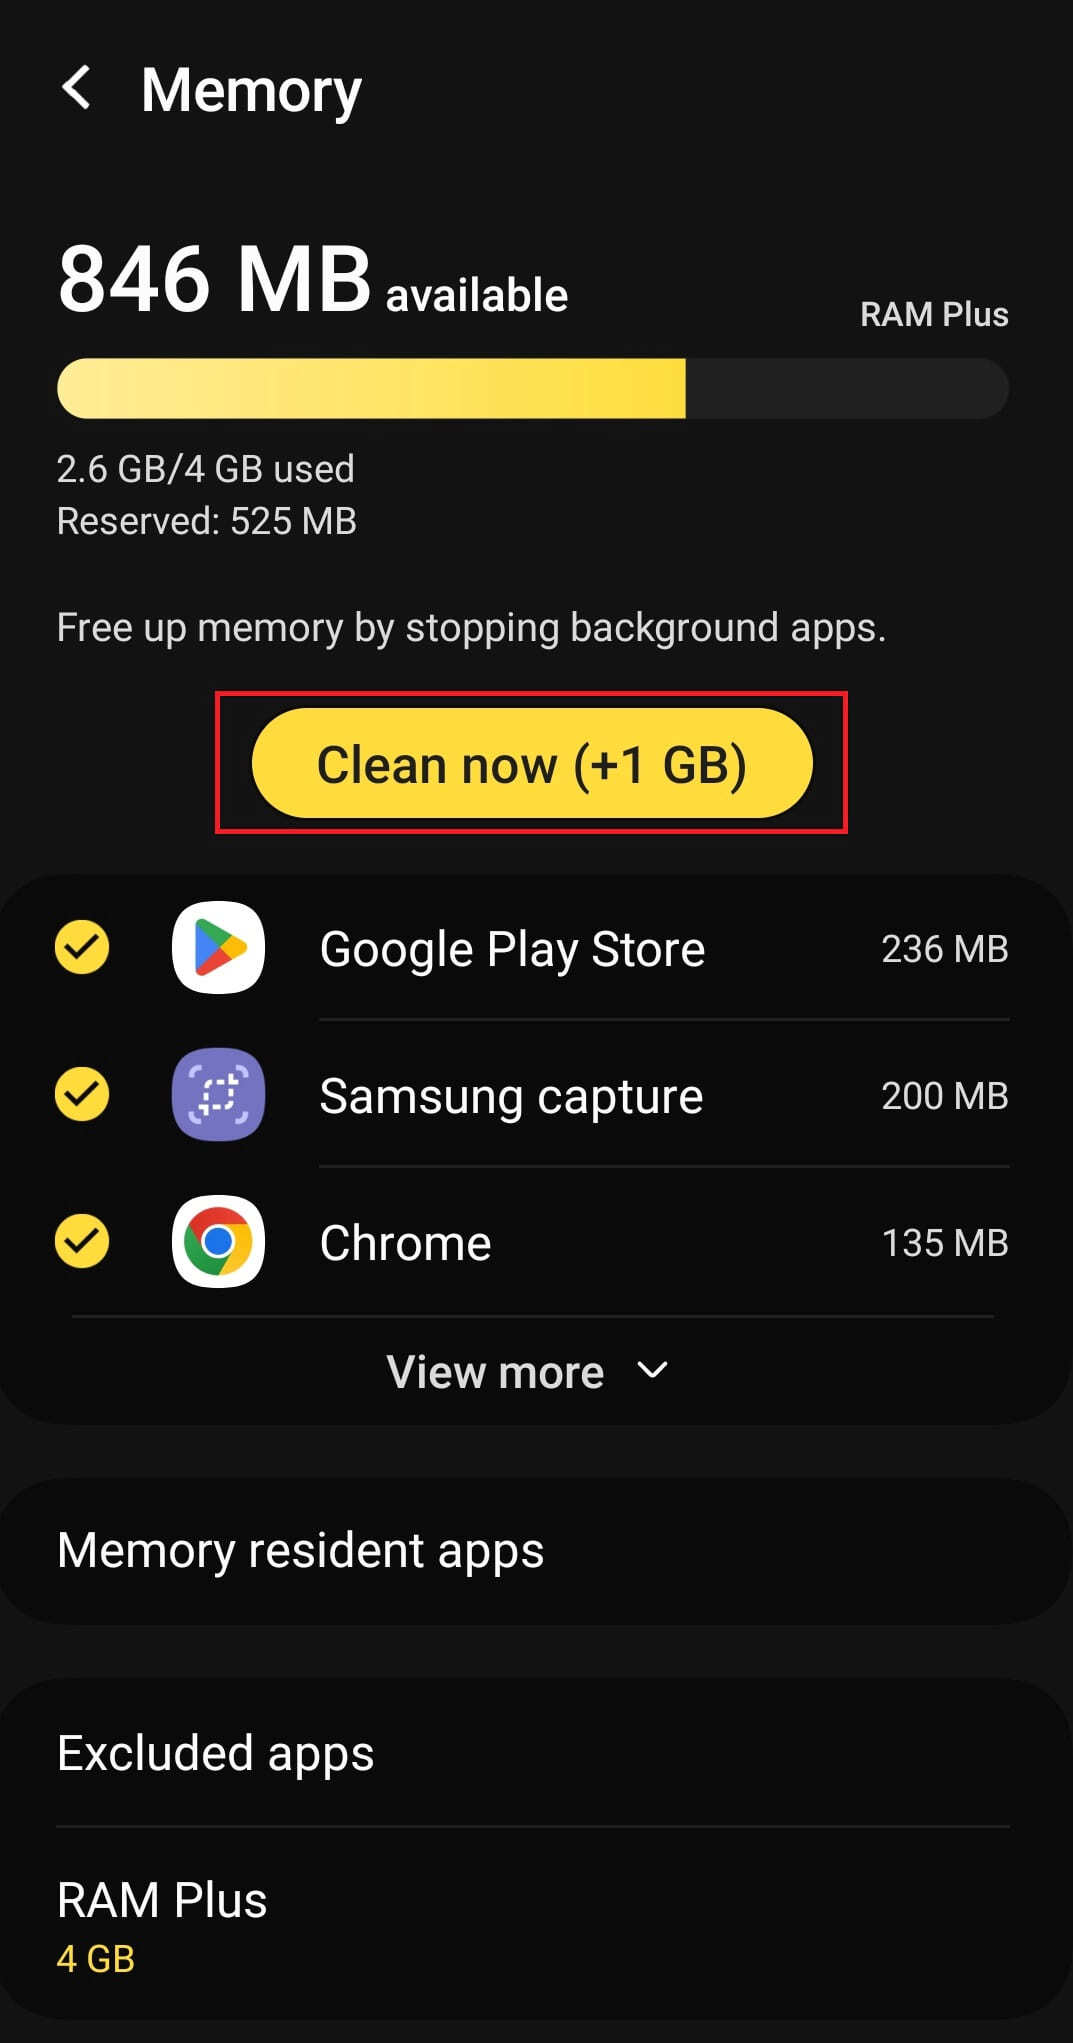 Memory
846 MB available
RAM Plus
2.6 GB/4 GB used
Reserved: 525 MB
Free up memory by stopping background apps.
Clean now (+1 GB)
Google Play Store 236 MB
Samsung capture 200 MB
Chrome 135 MB
View more
Memory resident apps
Excluded apps
RAM Plus
4 GB